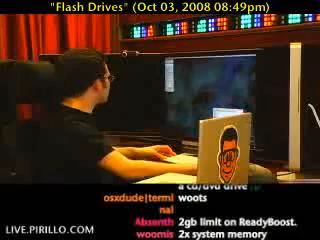 "Flash Drives" (Oct 03, 2008 08:49pm)
a cd/dvd drive
osxdude|termi woots
nal
Absenth 2gb limit on ReadyBoost.
woomis 2x system memory
LIVE.PIRILLO.COM